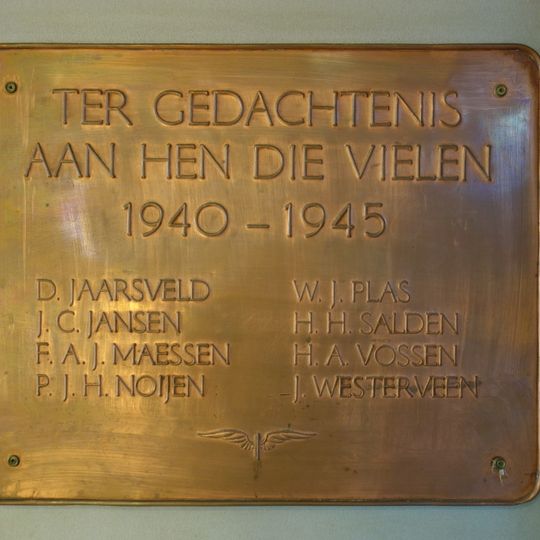 TER GEDACHTENIS
AAN HEN DIE VIELEN
1940 – 1945
D. JAARSVELD
J. C. JANSEN
F. A. J. MAESSEN
P. J. H. NOIJEN
W. J. PLAS
H. H. SALDEN
H. A. VOSSEN
J. WESTERVEEN